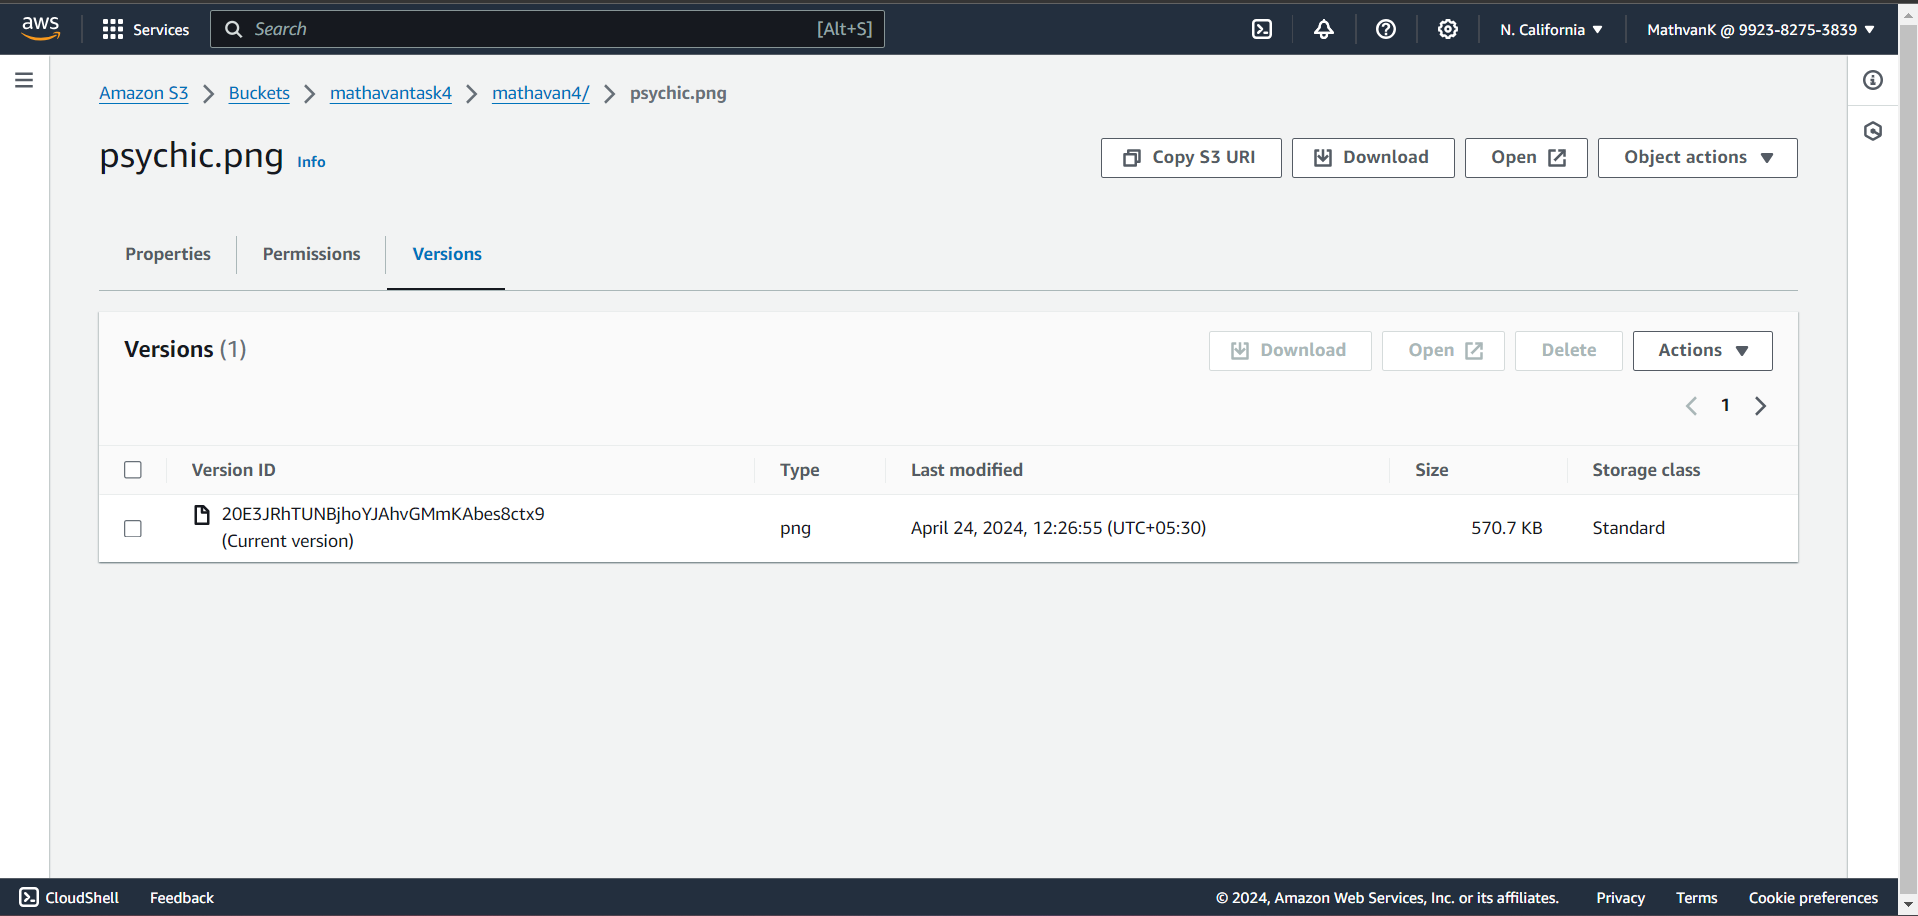 aws Services Search [Alt+S] N. California MathvanK @ 9923-8275-3839
Amazon S3 Buckets mathavantask4 mathavan4/ psychic.png
psychic.png Info Copy S3 URI Download Open Object actions
Properties Permissions Versions
Versions (1) Download Open Delete Actions
1
Version ID Type Last modified Size Storage class
20E3JRhTUNBjhoYJAhvGMmKAbes8ctx9
(Current version) png April 24, 2024, 12:26:55 (UTC+05:30) 570.7 KB Standard
CloudShell Feedback © 2024, Amazon Web Services, Inc. or its affiliates. Privacy Terms Cookie preferences